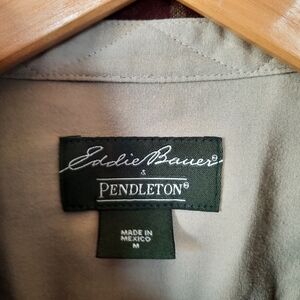 Eddie Bauer®
&
PENDLETON®
MADE IN
MEXICO
M